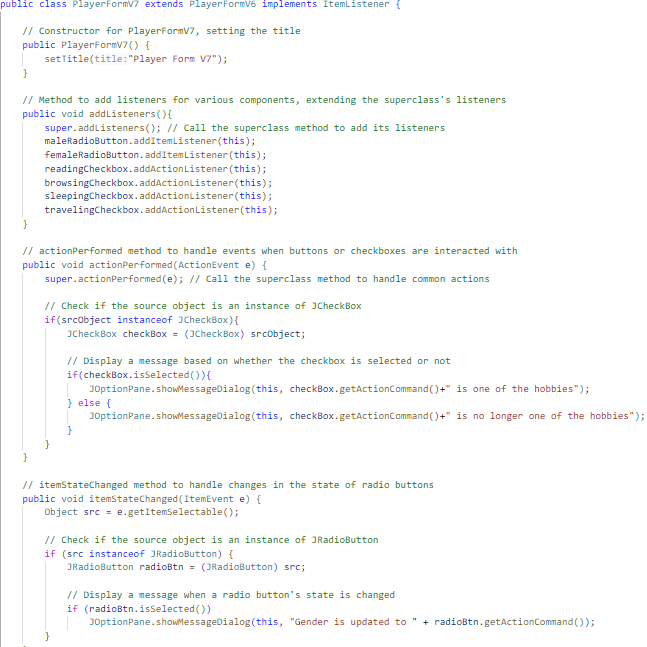 public class PlayerFormV7 extends PlayerFormV6 implements ItemListener {
// Constructor for PlayerFormV7, setting the title
public PlayerFormV7() {
setTitle(title:"Player Form V7");
}
// Method to add listeners for various components, extending the superclass's listeners
public void addListeners(){
super.addListeners(); // Call the superclass method to add its listeners
maleRadioButton.addItemListener(this);
femaleRadioButton.addItemListener(this);
readingCheckbox.addActionListener(this);
browsingCheckbox.addActionListener(this);
sleepingCheckbox.addActionListener(this);
travelingCheckbox.addActionListener(this);
}
// actionPerformed method to handle events when buttons or checkboxes are interacted with
public void actionPerformed(ActionEvent e) {
super.actionPerformed(e); // Call the superclass method to handle common actions
// Check if the source object is an instance of JCheckBox
if(srcObject instanceof JCheckBox){
JCheckBox checkBox = (JCheckBox) srcObject;
// Display a message based on whether the checkbox is selected or not
if(checkBox.isSelected()){
JOptionPane.showMessageDialog(this, checkBox.getActionCommand()+" is one of the hobbies");
} else {
JOptionPane.showMessageDialog(this, checkBox.getActionCommand()+" is no longer one of the hobbies");
}
}
}
// itemStateChanged method to handle changes in the state of radio buttons
public void itemStateChanged(ItemEvent e) {
Object src = e.getItemSelectable();
// Check if the source object is an instance of JRadioButton
if (src instanceof JRadioButton) {
JRadioButton radioBtn = (JRadioButton) src;
// Display a message when a radio button's state is changed
if (radioBtn.isSelected())
JOptionPane.showMessageDialog(this, "Gender is updated to " + radioBtn.getActionCommand());
}